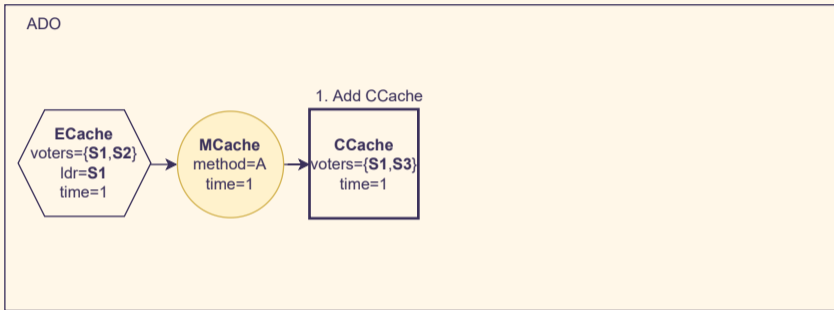 ADO
1. Add CCache
ECache
voters={S1,S2}
ldr=S1
time=1
MCache
method=A
time=1
CCache
voters={S1,S3}
time=1